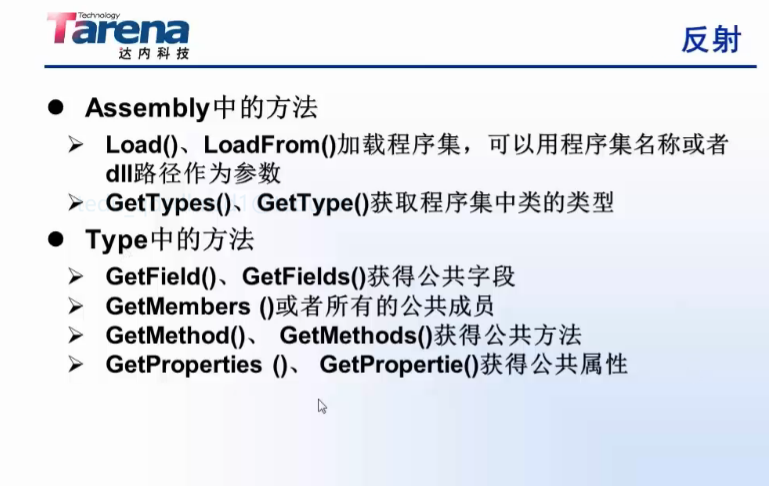 Technology
Tarena
达内科技
反射
● Assembly中的方法
➢ Load()、LoadFrom()加载程序集，可以用程序集名称或者
dll路径作为参数
➢ GetTypes()、GetType()获取程序集中类的类型
● Type中的方法
➢ GetField()、GetFields()获得公共字段
➢ GetMembers ()或者所有的公共成员
➢ GetMethod()、 GetMethods()获得公共方法
➢ GetProperties ()、 GetPropertie()获得公共属性